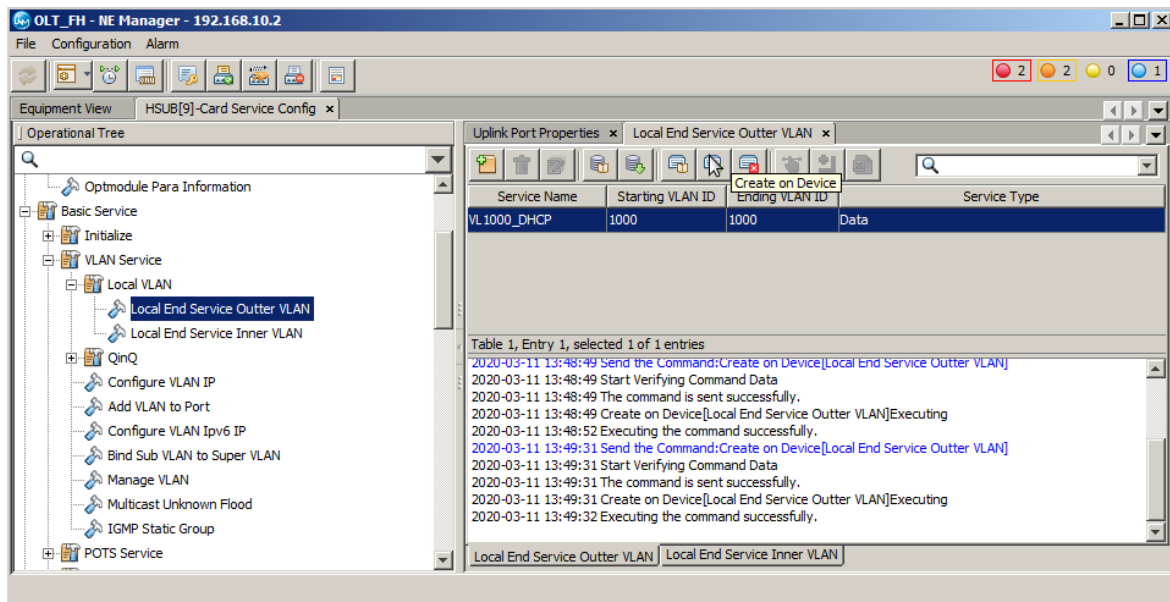 OLT_FH - NE Manager - 192.168.10.2
File Configuration Alarm
2 2 0 1
Equipment View HSUB[9]-Card Service Config
Operational Tree
Optmodule Para Information
Basic Service
Initialize
VLAN Service
Local VLAN
Local End Service Outter VLAN
Local End Service Inner VLAN
QinQ
Configure VLAN IP
Add VLAN to Port
Configure VLAN Ipv6 IP
Bind Sub VLAN to Super VLAN
Manage VLAN
Multicast Unknown Flood
IGMP Static Group
POTS Service
Uplink Port Properties Local End Service Outter VLAN
Create on Device
Service Name Starting VLAN ID Ending VLAN ID Service Type
VL1000_DHCP 1000 1000 Data
Table 1, Entry 1, selected 1 of 1 entries
2020-03-11 13:48:49 Send the Command:Create on Device[Local End Service Outter VLAN]
2020-03-11 13:48:49 Start Verifying Command Data
2020-03-11 13:48:49 The command is sent successfully.
2020-03-11 13:48:49 Create on Device[Local End Service Outter VLAN]Executing
2020-03-11 13:48:52 Executing the command successfully.
2020-03-11 13:49:31 Send the Command:Create on Device[Local End Service Outter VLAN]
2020-03-11 13:49:31 Start Verifying Command Data
2020-03-11 13:49:31 The command is sent successfully.
2020-03-11 13:49:31 Create on Device[Local End Service Outter VLAN]Executing
2020-03-11 13:49:32 Executing the command successfully.
Local End Service Outter VLAN Local End Service Inner VLAN